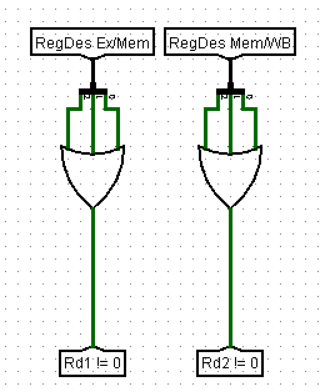 RegDes Ex/Mem
RegDes Mem/WB
Rd1 != 0
Rd2 != 0